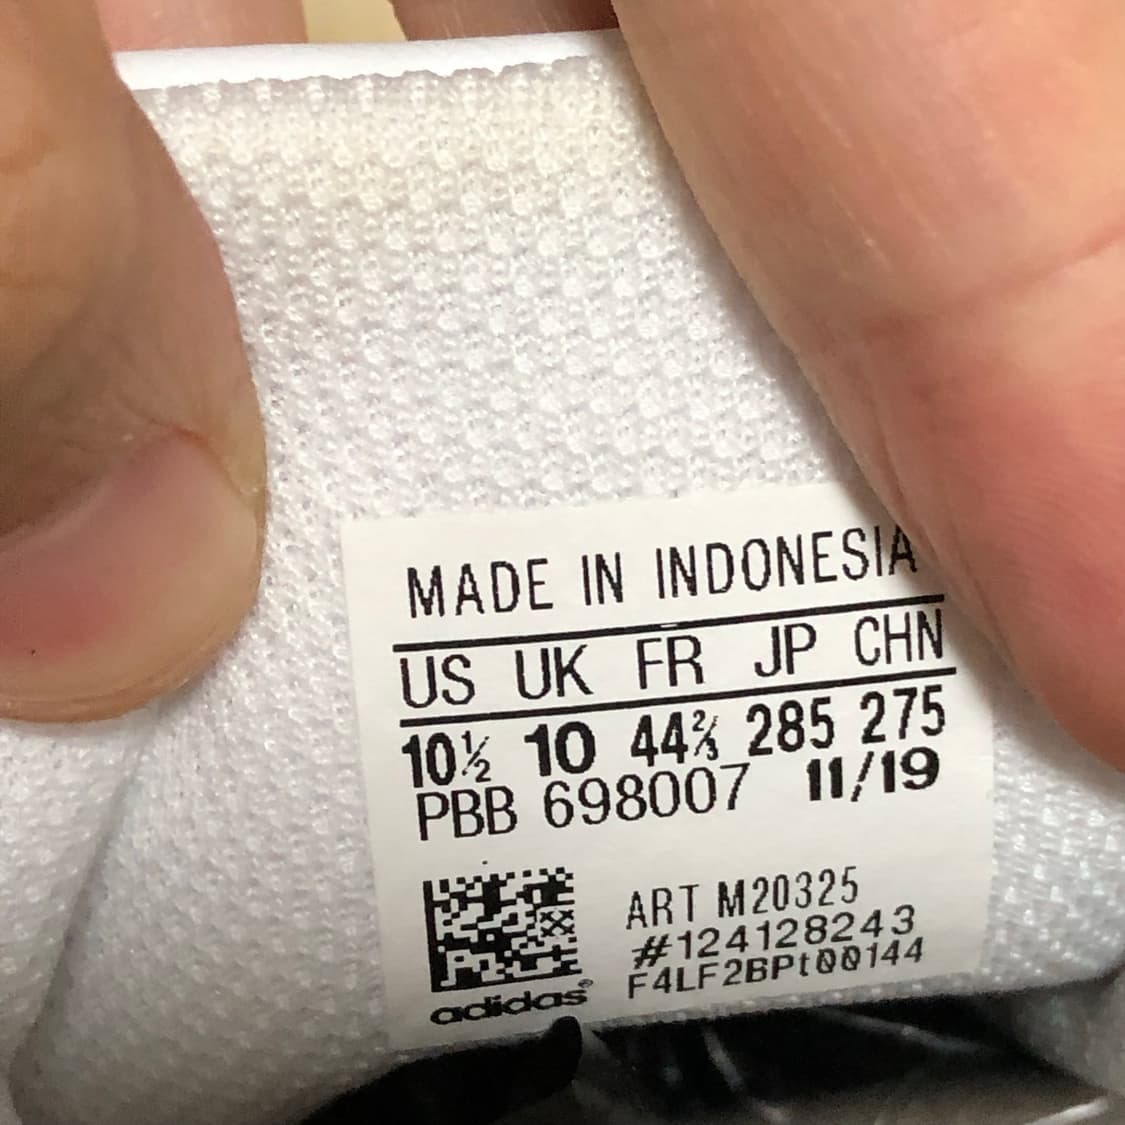 MADE IN INDONESIA
US UK FR JP CHN
10½ 10 44⅔ 285 275
PBB 698007 11/19
ART M20325
#124128243
F4LF2BPt00144
adidas®